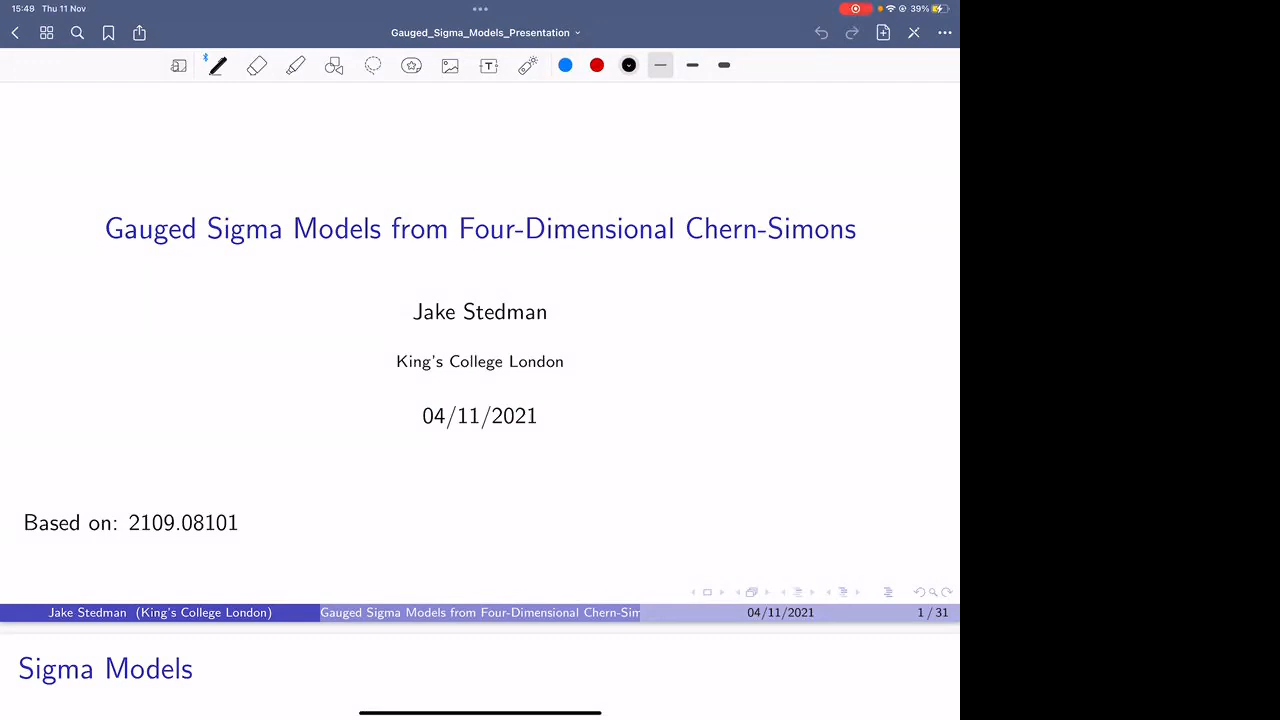 15:49 Thu 11 Nov
39%
Gauged_Sigma_Models_Presentation
T
Gauged Sigma Models from Four-Dimensional Chern-Simons
Jake Stedman
King's College London
04/11/2021
Based on: 2109.08101
Jake Stedman (King's College London) Gauged Sigma Models from Four-Dimensional Chern-Sim 04/11/2021 1 / 31
Sigma Models